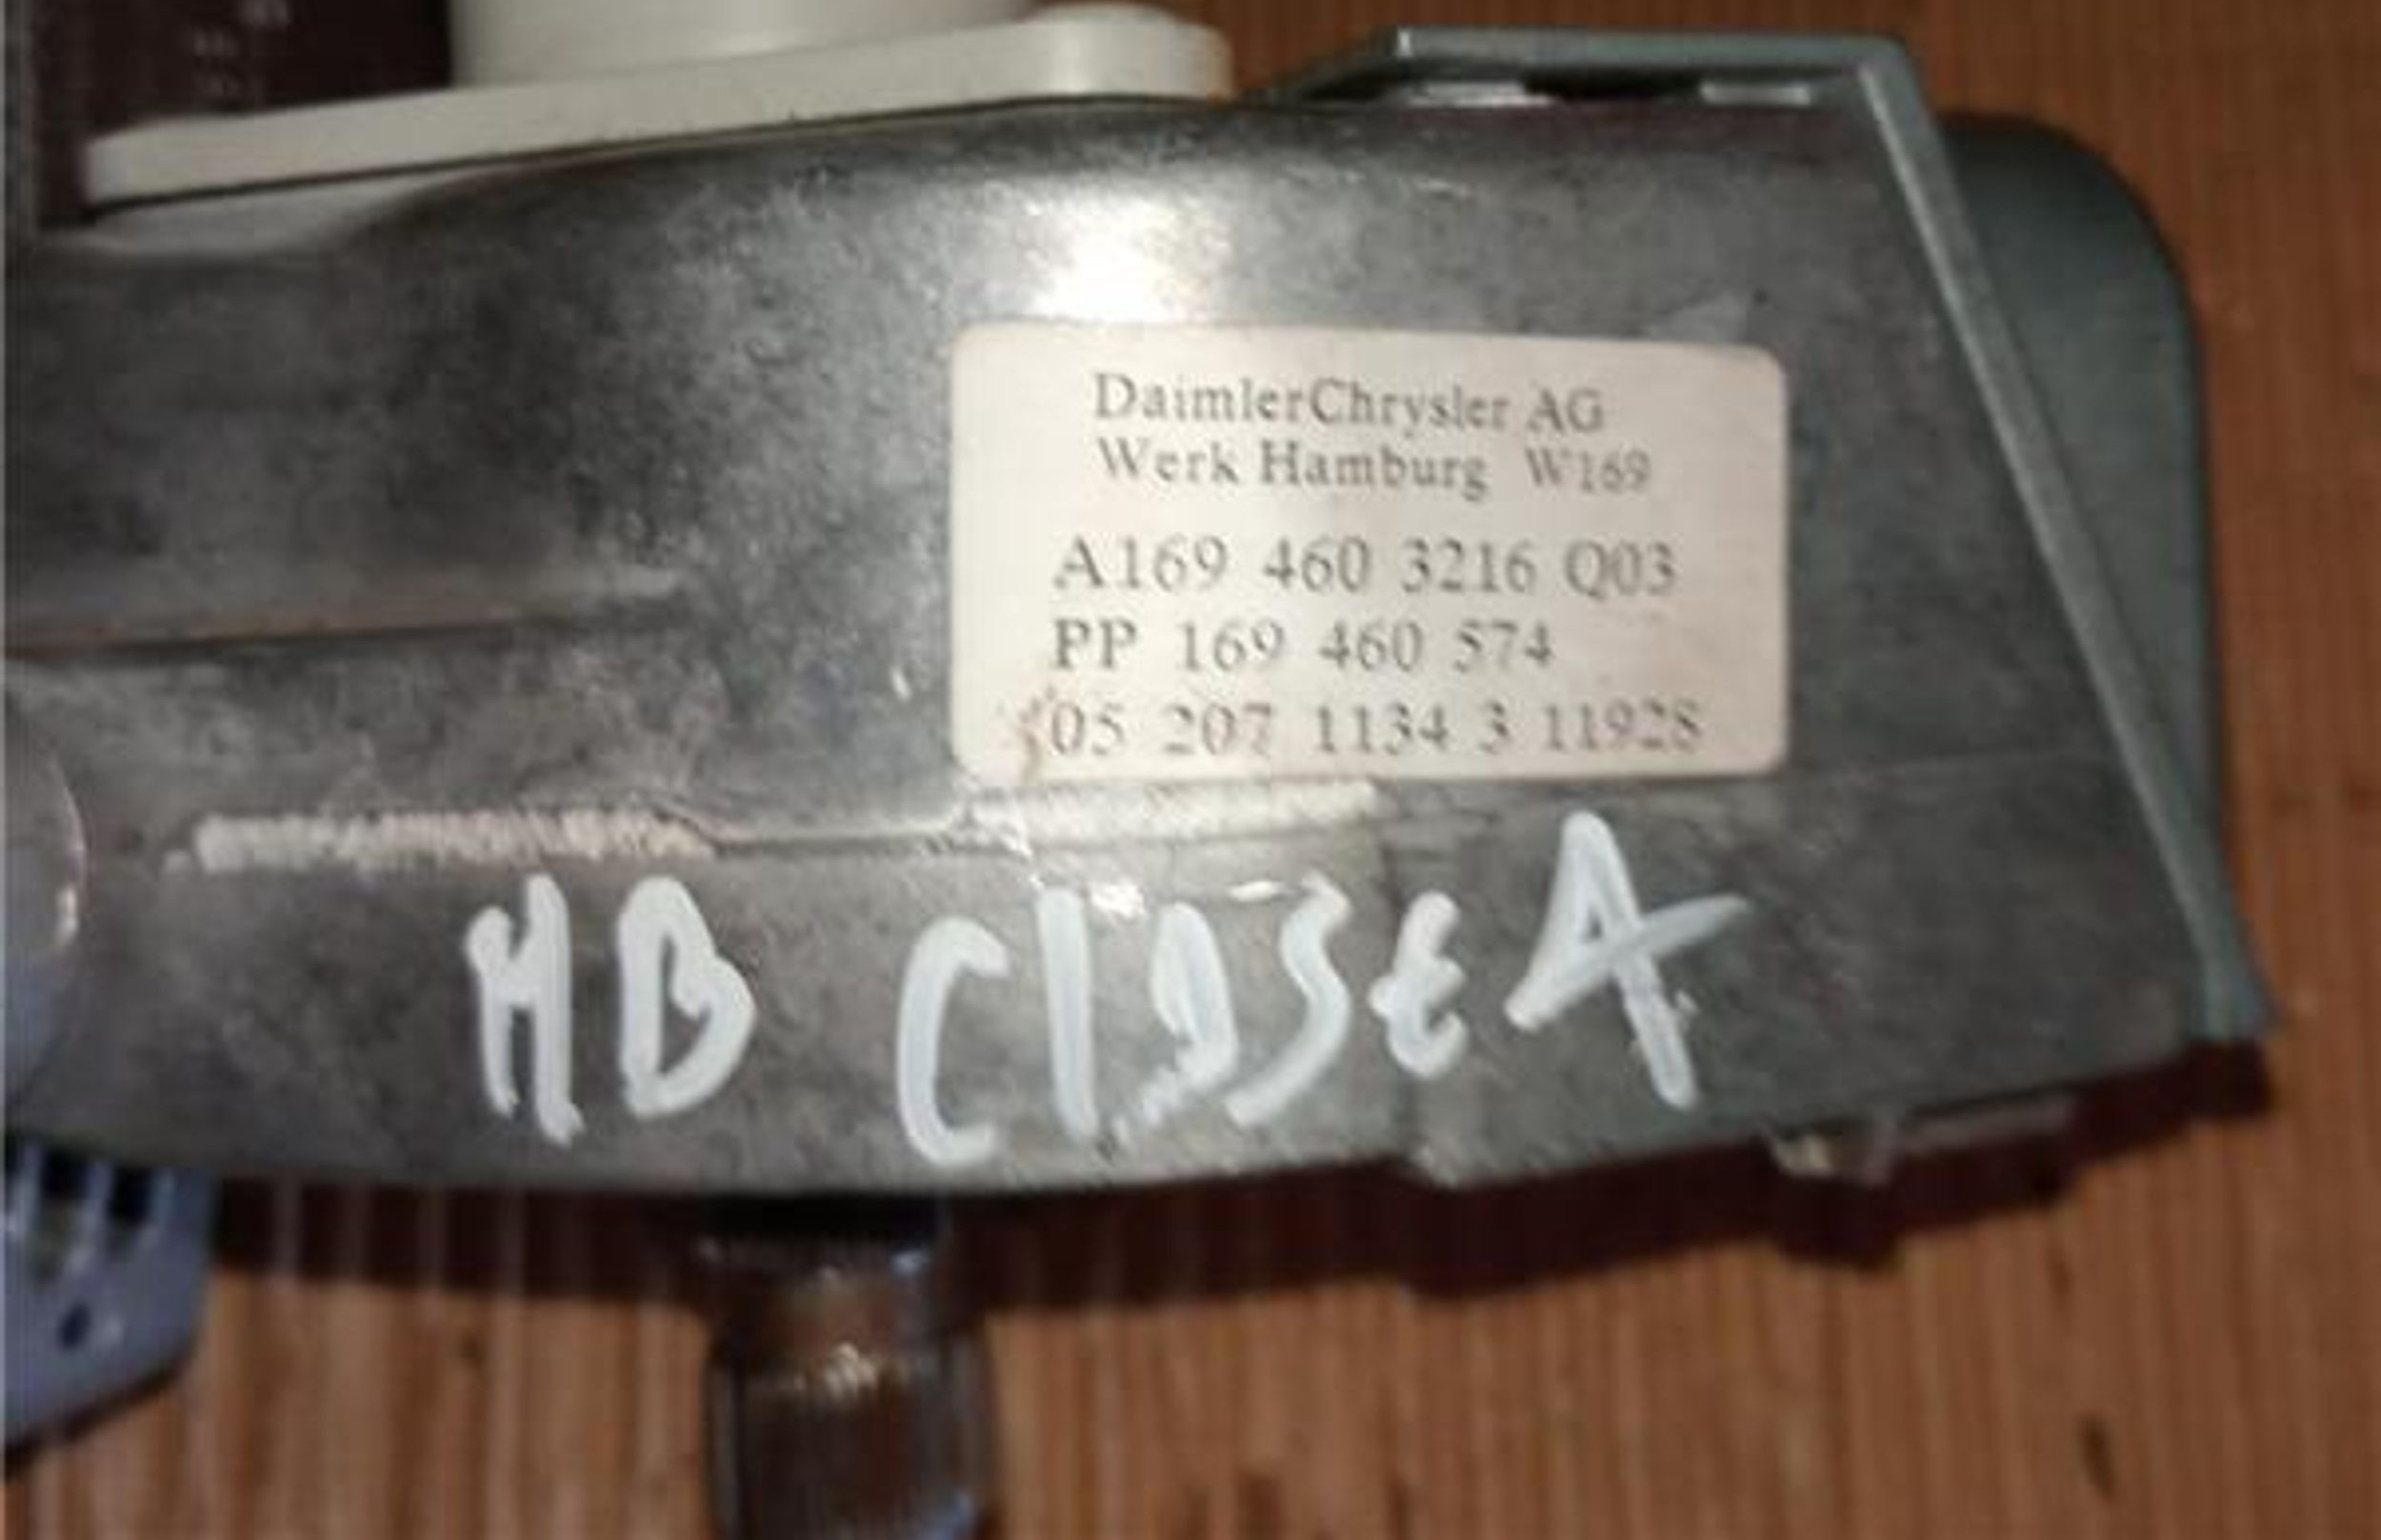 DaimlerChrysler AG
Werk Hamburg W169
A169 460 3216 Q03
PP 169 460 574
05 207 1134 3 11928
MB ClASEA